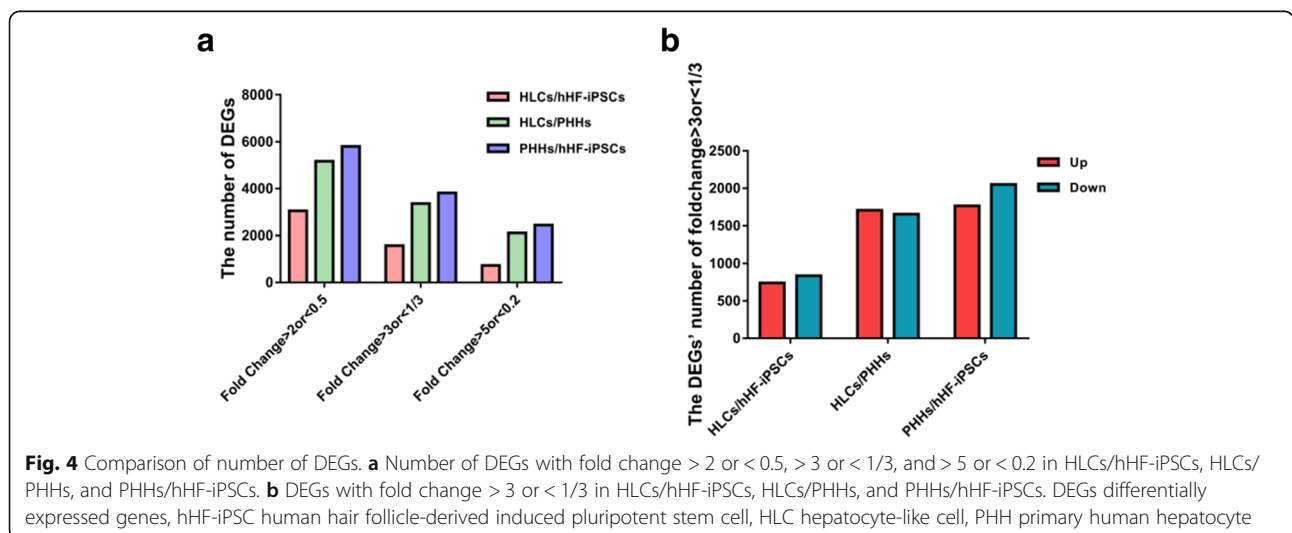 a
The number of DEGs
8000
6000
4000
2000
0
HLCs/hHF-iPSCs
HLCs/PHHs
PHHs/hHF-iPSCs
Fold Change>2or<0.5
Fold Change>3or<1/3
Fold Change>5or<0.2
b
The DEGs' number of foldchange>3or<1/3
2500
2000
1500
1000
500
0
Up
Down
HLCs/hHF-iPSCs
HLCs/PHHs
PHHs/hHF-iPSCs
Fig. 4 Comparison of number of DEGs. a Number of DEGs with fold change > 2 or < 0.5, > 3 or < 1/3, and > 5 or < 0.2 in HLCs/hHF-iPSCs, HLCs/
PHHs, and PHHs/hHF-iPSCs. b DEGs with fold change > 3 or < 1/3 in HLCs/hHF-iPSCs, HLCs/PHHs, and PHHs/hHF-iPSCs. DEGs differentially
expressed genes, hHF-iPSC human hair follicle-derived induced pluripotent stem cell, HLC hepatocyte-like cell, PHH primary human hepatocyte